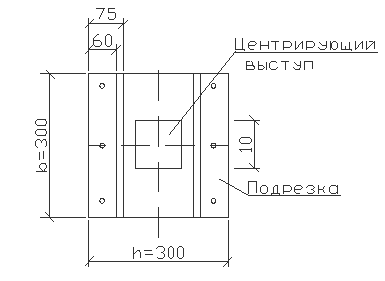 75
60
Центрирующий
выступ
b=300
10
Подрезка
h=300